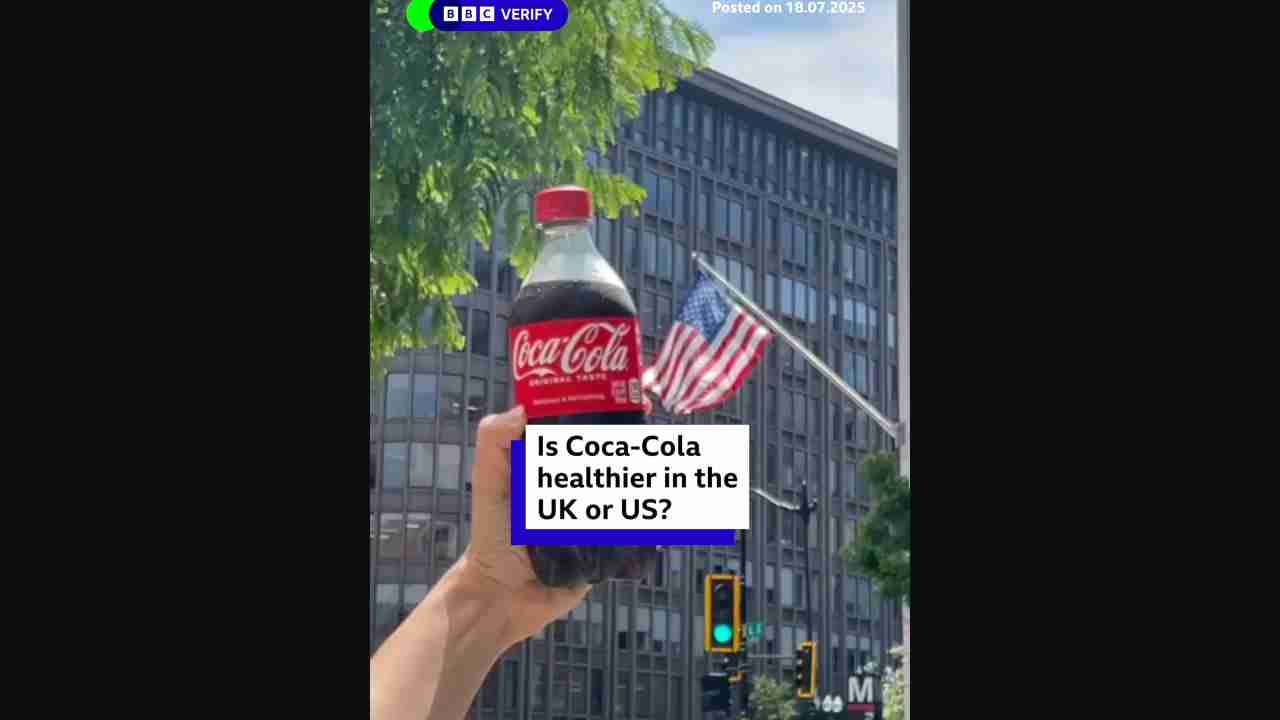 BBC VERIFY
Posted on 18.07.2025
Coca-Cola
ORIGINAL TASTE
Is Coca-Cola
healthier in the
UK or US?
M